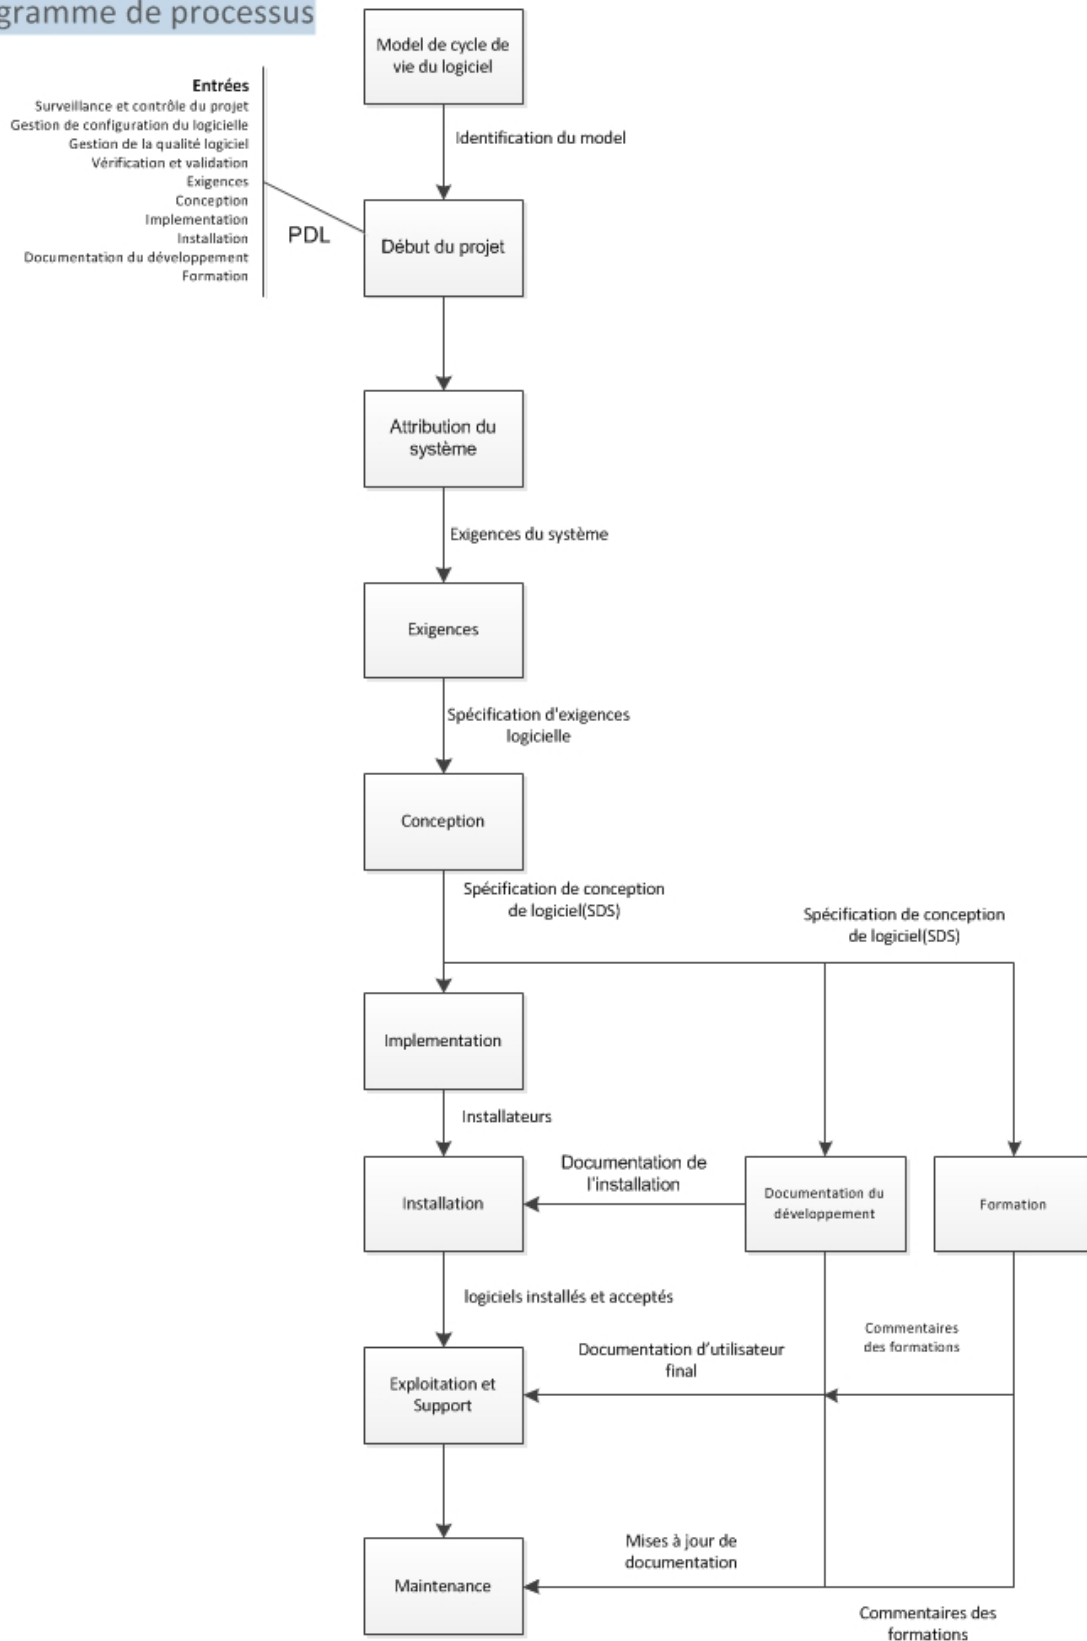 gramme de processus
Model de cycle de
vie du logiciel
Entrées
Surveillance et contrôle du projet
Gestion de configuration du logicielle
Gestion de la qualité logiciel
Vérification et validation
Exigences
Conception
Implementation
Installation
Documentation du développement
Formation
Identification du model
PDL
Début du projet
Attribution du
système
Exigences du système
Exigences
Spécification d'exigences
logicielle
Conception
Spécification de conception
de logiciel(SDS)
Spécification de conception
de logiciel(SDS)
Implementation
Installateurs
Installation
Documentation de
l'installation
Documentation du
développement
Formation
logiciels installés et acceptés
Commentaires
des formations
Documentation d'utilisateur
final
Exploitation et
Support
Mises à jour de
documentation
Maintenance
Commentaires des
formations